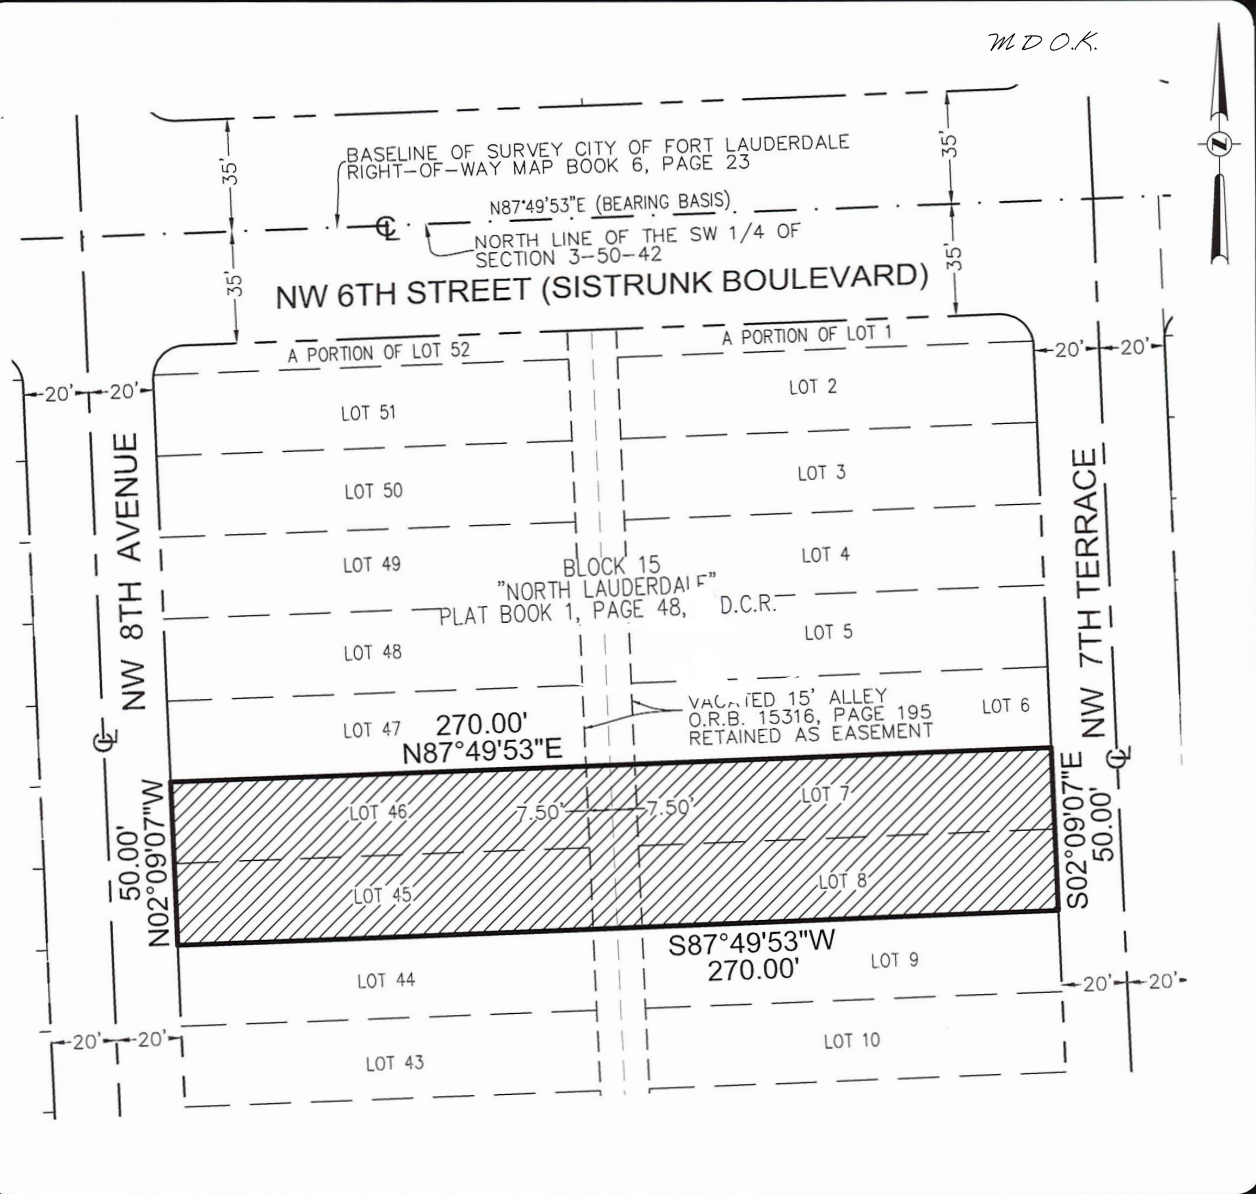 M D O.K.
Z
35'
35'
BASELINE OF SURVEY CITY OF FORT LAUDERDALE
RIGHT-OF-WAY MAP BOOK 6, PAGE 23
N87°49'53"E (BEARING BASIS)
CL
NORTH LINE OF THE SW 1/4 OF
SECTION 3-50-42
35'
35'
NW 6TH STREET (SISTRUNK BOULEVARD)
A PORTION OF LOT 52
A PORTION OF LOT 1
20'
20'
20'
20'
LOT 51
LOT 2
LOT 50
LOT 3
LOT 49
LOT 4
BLOCK 15
"NORTH LAUDERDALE"
PLAT BOOK 1, PAGE 48, D.C.R.
NW 8TH AVENUE
NW 7TH TERRACE
LOT 48
LOT 5
LOT 47
LOT 6
VACATED 15' ALLEY
O.R.B. 15316, PAGE 195
RETAINED AS EASEMENT
270.00'
N87°49'53"E
CL
CL
LOT 46
7.50'
7.50'
LOT 7
50.00'
N02°09'07"W
S02°09'07"E
50.00'
LOT 45
LOT 8
S87°49'53"W
270.00'
LOT 44
LOT 9
20'
20'
20'
20'
LOT 43
LOT 10